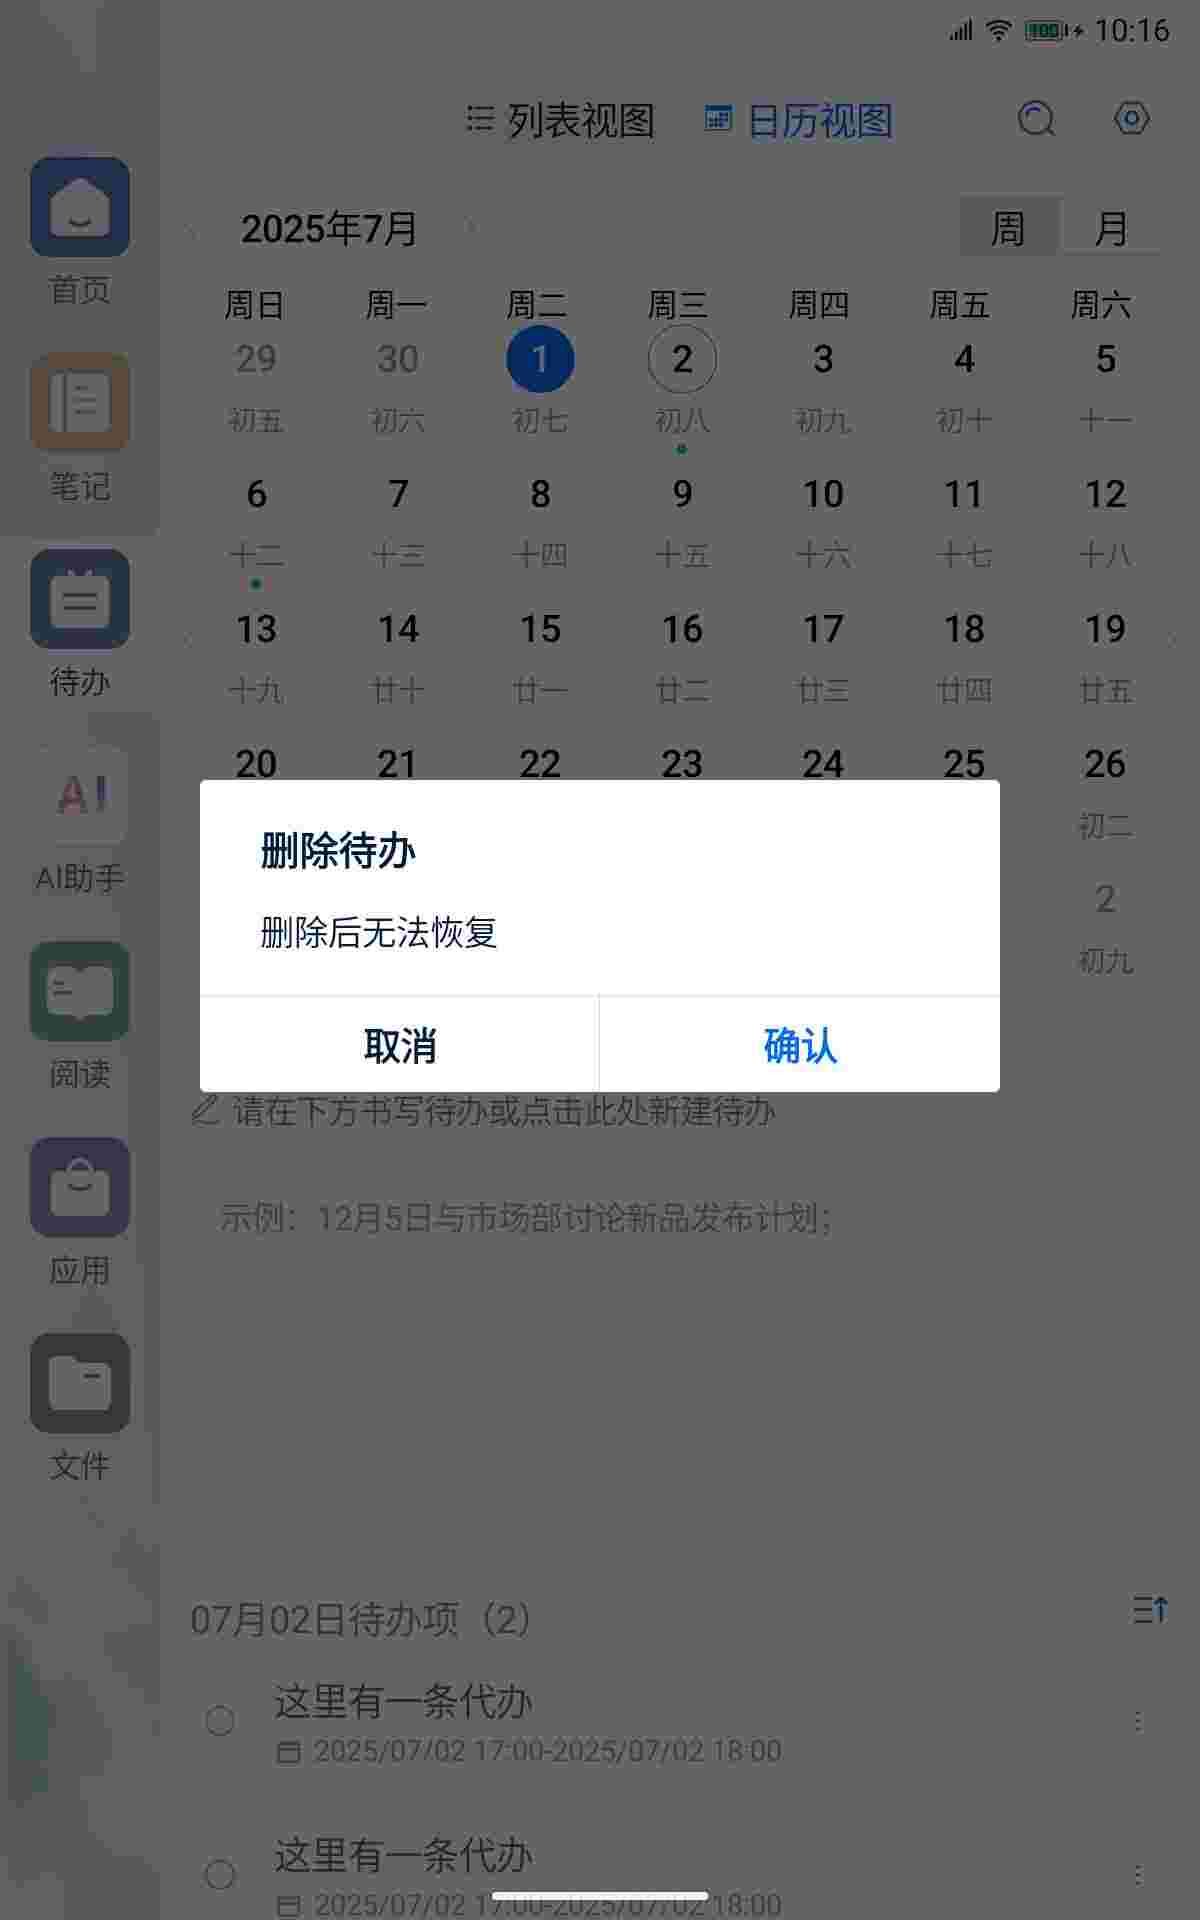 100 10:16
列表视图 日历视图
2025年7月 周 月
周日 周一 周二 周三 周四 周五 周六
29 30 1 2 3 4 5
初五 初六 初七 初八 初九 初十 十一
6 7 8 9 10 11 12
十二 十三 十四 十五 十六 十七 十八
13 14 15 16 17 18 19
十九 廿十 廿一 廿二 廿三 廿四 廿五
20 21 22 23 24 25 26
初二
2
初九
删除待办
删除后无法恢复
取消 确认
请在下方书写待办或点击此处新建待办
示例：12月5日与市场部讨论新品发布计划；
07月02日待办项（2）
这里有一条代办
2025/07/02 17:00-2025/07/02 18:00
这里有一条代办
2025/07/02 17:00-2025/07/02 18:00
首页
笔记
待办
AI
AI助手
阅读
应用
文件